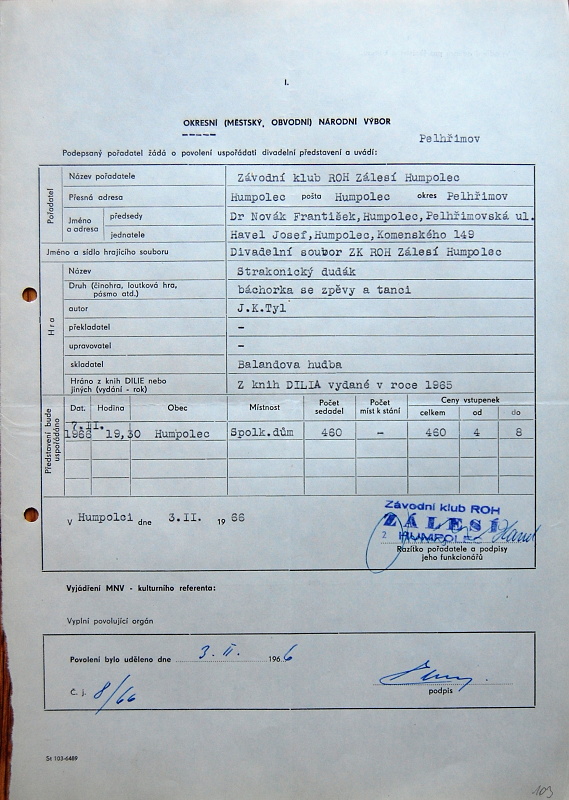 I.
OKRESNÍ (MĚSTSKÝ, OBVODNÍ) NÁRODNÍ VÝBOR
Pelhřimov
Podepsaný pořadatel žádá o povolení uspořádati divadelní představení a uvádí:
Pořadatel
Název pořadatele Závodní klub ROH Zálesí Humpolec
Přesná adresa Humpolec pošta Humpolec okres Pelhřimov
Jméno a adresa předsedy Dr Novák František,Humpolec,Pelhřimovská ul.
jednatele Havel Josef,Humpolec,Komenského 149
Jméno a sídlo hrajícího souboru Divadelní soubor ZK ROH Zálesí Humpolec
Hra
Název Strakonický dudák
Druh (činohra, loutková hra, pásmo atd.) báchorka se zpěvy a tanci
autor J.K.Tyl
překladatel -
upravovatel -
skladatel Balandova hudba
Hráno z knih DILIE nebo jiných (vydání - rok) Z knih DILIA vydané v roce 1965
Představení bude uspořádáno
Dat. Hodina Obec Místnost Počet sedadel Počet míst k stání Ceny vstupenek
celkem od do
7.II.
1966 19,30 Humpolec Spolk.dům 460 - 460 4 8
V Humpolci dne 3.II. 19 66
Závodní klub ROH
ZÁLESÍ
2 HUMPOLEC
Razítko pořadatele a podpisy
jeho funkcionářů
Vyjádření MNV - kulturního referenta:
Vyplní povolující orgán
Povolení bylo uděleno dne 3. II. 196 6
Č. j. 8/66
podpis
St 103-6489
103